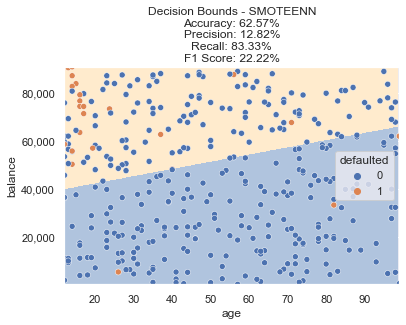 Decision Bounds - SMOTEENN
Accuracy: 62.57%
Precision: 12.82%
Recall: 83.33%
F1 Score: 22.22%
80,000
60,000
40,000
20,000
balance
defaulted
0
1
20 30 40 50 60 70 80 90
age